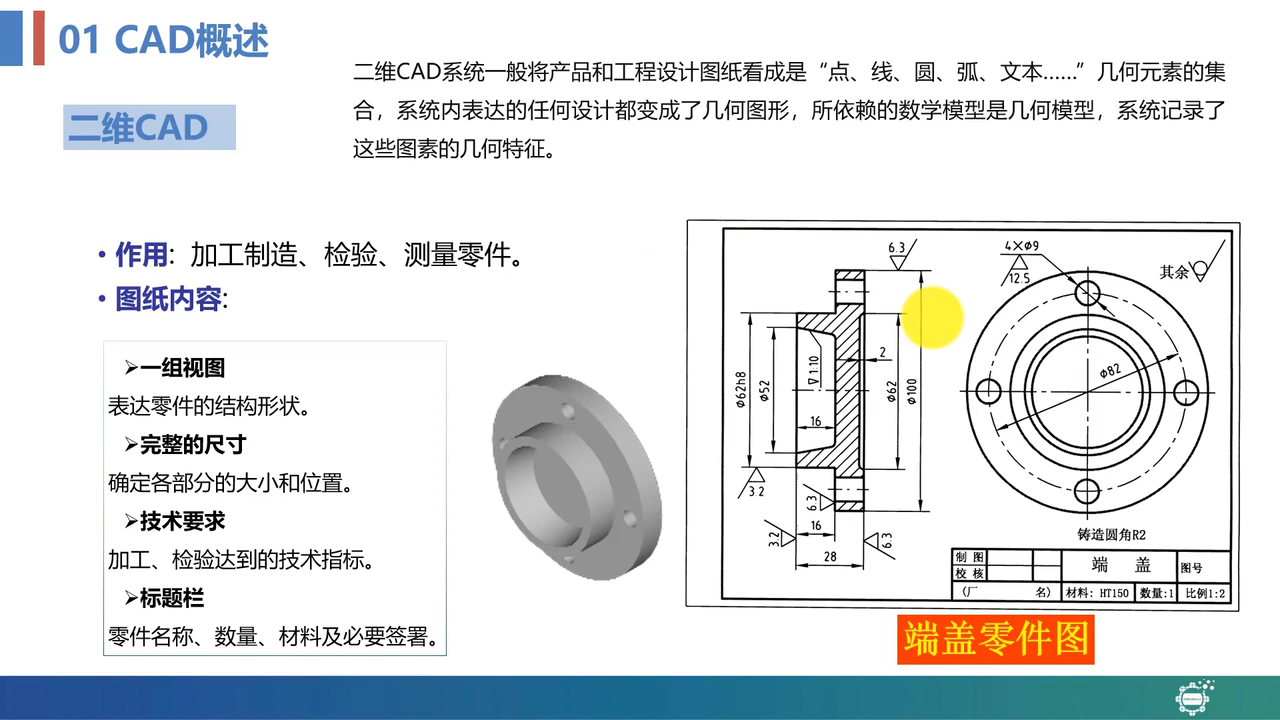 01 CAD概述
二维CAD
二维CAD系统一般将产品和工程设计图纸看成是“点、线、圆、弧、文本......”几何元素的集
合，系统内表达的任何设计都变成了几何图形，所依赖的数学模型是几何模型，系统记录了
这些图素的几何特征。
• 作用: 加工制造、检验、测量零件。
• 图纸内容:
➢一组视图
表达零件的结构形状。
➢完整的尺寸
确定各部分的大小和位置。
➢技术要求
加工、检验达到的技术指标。
➢标题栏
零件名称、数量、材料及必要签署。
6.3
4×φ9
12.5
其余
2
1:10
φ62h8
φ52
φ62
φ100
φ82
16
3.2
6.3
16
3.2
6.3
28
铸造圆角R2
制 图
校 核
端 盖
图号
(厂 名)
材料: HT150
数量:1
比例1:2
端盖零件图